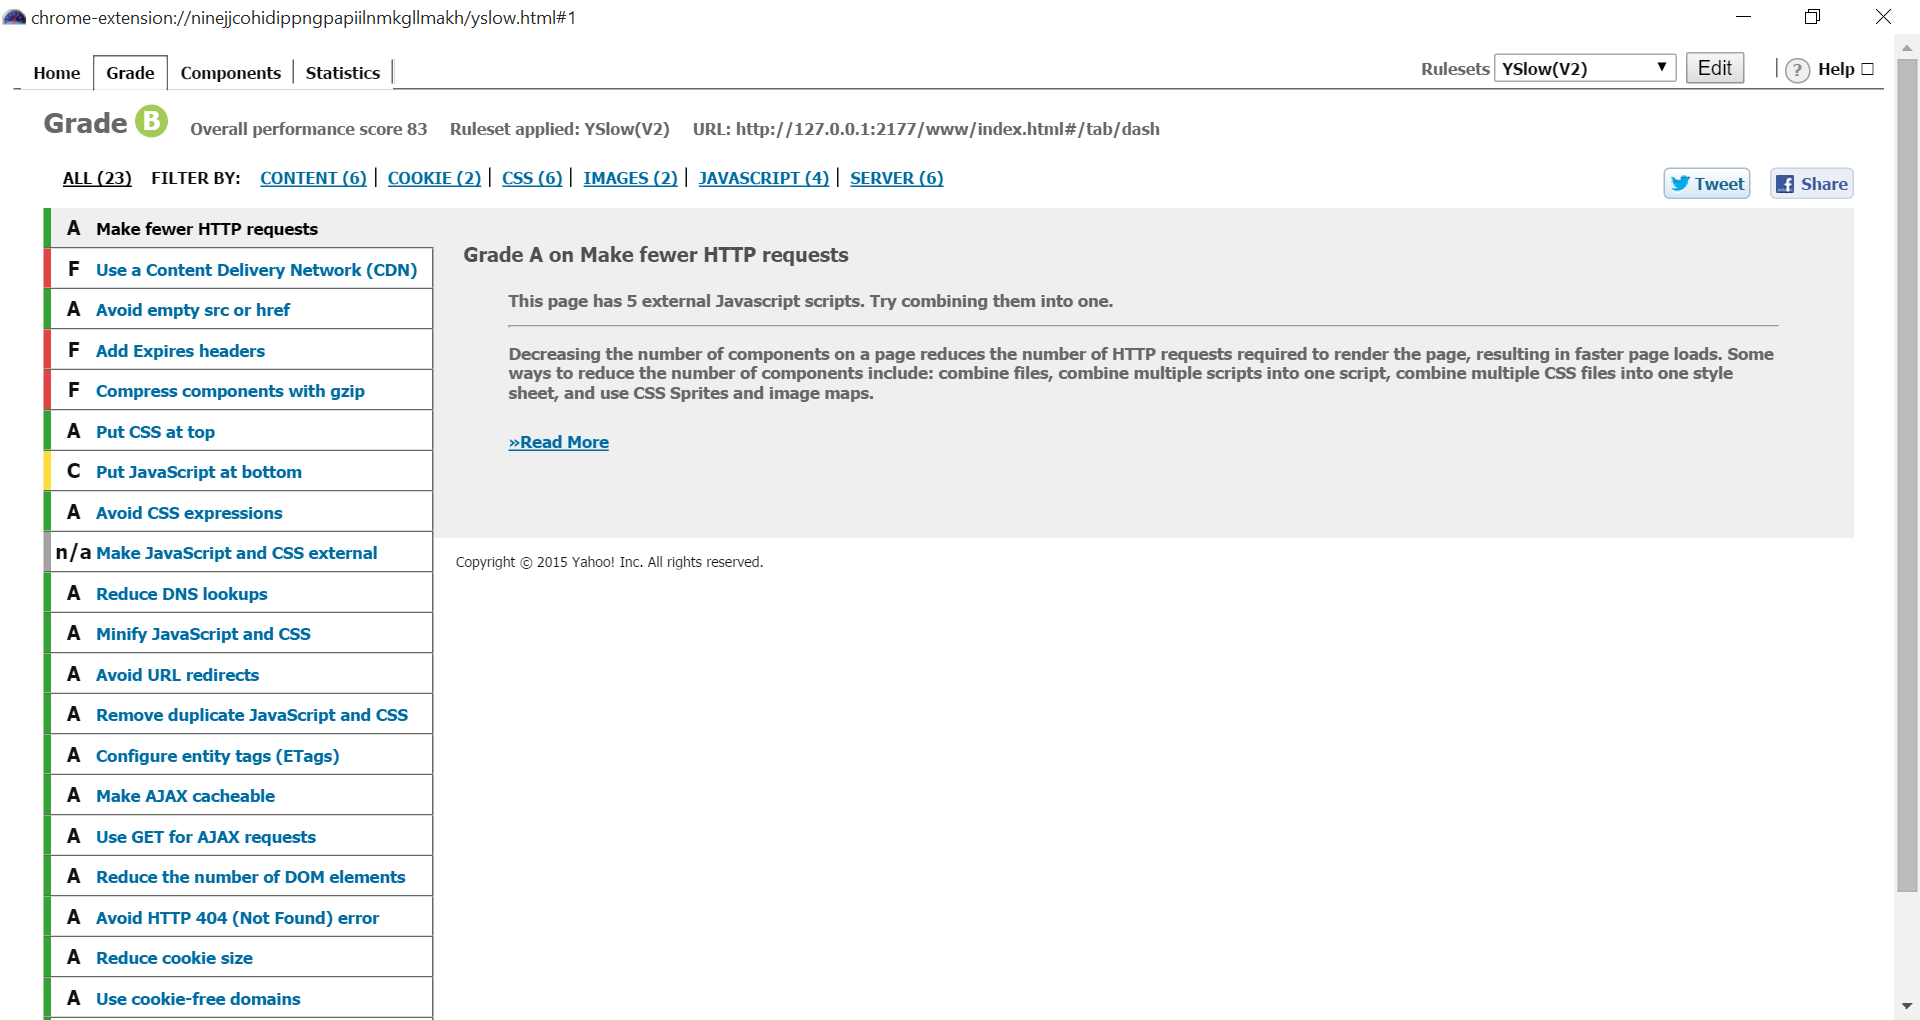 chrome-extension://ninejjcohidippngpapiilnmkgllmakh/yslow.html#1
Home Grade Components Statistics Rulesets YSlow(V2) Edit ? Help
Grade B Overall performance score 83 Ruleset applied: YSlow(V2) URL: http://127.0.0.1:2177/www/index.html#/tab/dash
ALL (23) FILTER BY: CONTENT (6) | COOKIE (2) | CSS (6) | IMAGES (2) | JAVASCRIPT (4) | SERVER (6)
Tweet Share
A Make fewer HTTP requests
F Use a Content Delivery Network (CDN)
A Avoid empty src or href
F Add Expires headers
F Compress components with gzip
A Put CSS at top
C Put JavaScript at bottom
A Avoid CSS expressions
n/a Make JavaScript and CSS external
A Reduce DNS lookups
A Minify JavaScript and CSS
A Avoid URL redirects
A Remove duplicate JavaScript and CSS
A Configure entity tags (ETags)
A Make AJAX cacheable
A Use GET for AJAX requests
A Reduce the number of DOM elements
A Avoid HTTP 404 (Not Found) error
A Reduce cookie size
A Use cookie-free domains
Grade A on Make fewer HTTP requests
This page has 5 external Javascript scripts. Try combining them into one.
Decreasing the number of components on a page reduces the number of HTTP requests required to render the page, resulting in faster page loads. Some
ways to reduce the number of components include: combine files, combine multiple scripts into one script, combine multiple CSS files into one style
sheet, and use CSS Sprites and image maps.
»Read More
Copyright © 2015 Yahoo! Inc. All rights reserved.